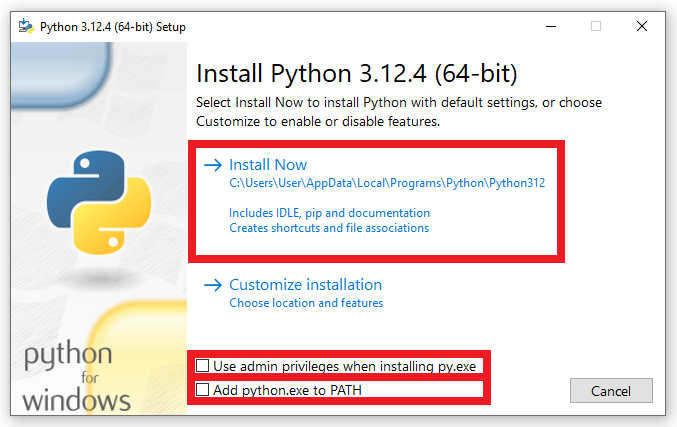 Python 3.12.4 (64-bit) Setup
Install Python 3.12.4 (64-bit)
Select Install Now to install Python with default settings, or choose
Customize to enable or disable features.
Install Now
C:\Users\User\AppData\Local\Programs\Python\Python312
Includes IDLE, pip and documentation
Creates shortcuts and file associations
Customize installation
Choose location and features
Use admin privileges when installing py.exe
Add python.exe to PATH
python
for
windows
Cancel